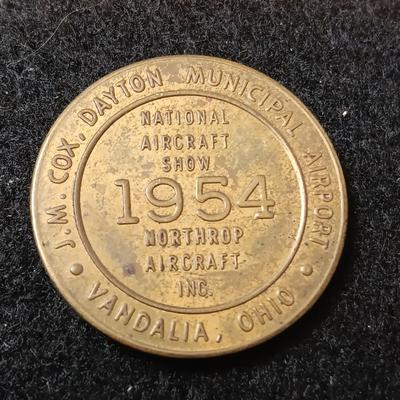 J.M. COX, DAYTON MUNICIPAL AIRPORT
• VANDALIA, OHIO •
NATIONAL
AIRCRAFT
SHOW
1954
NORTHROP
AIRCRAFT
INC.